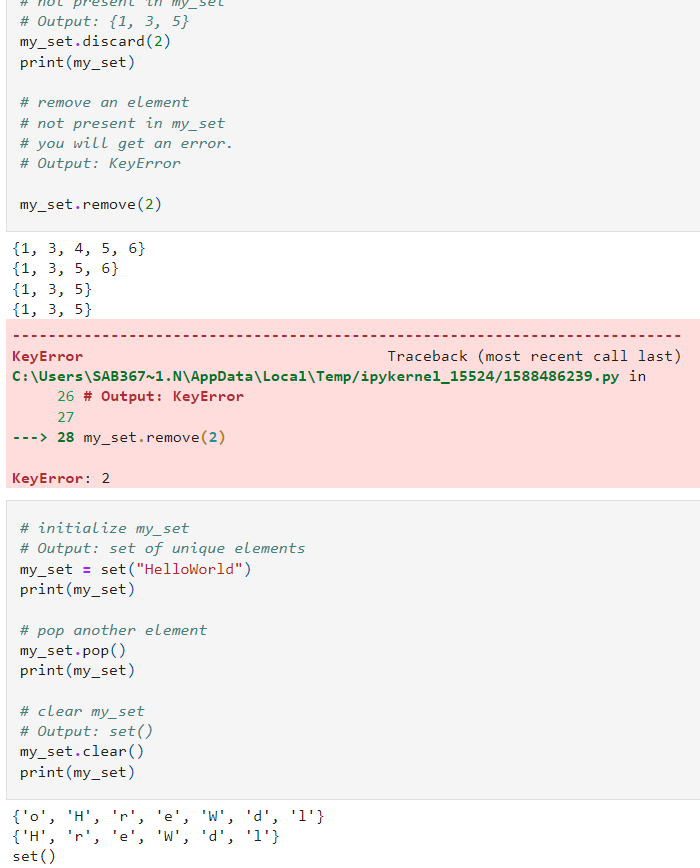 # not present in my_set
# Output: {1, 3, 5}
my_set.discard(2)
print(my_set)
# remove an element
# not present in my_set
# you will get an error.
# Output: KeyError
my_set.remove(2)
{1, 3, 4, 5, 6}
{1, 3, 5, 6}
{1, 3, 5}
{1, 3, 5}
---------------------------------------------------------------------------
KeyError                                  Traceback (most recent call last)
C:\Users\SAB367~1.N\AppData\Local\Temp/ipykernel_15524/1588486239.py in
     26 # Output: KeyError
     27
---> 28 my_set.remove(2)
KeyError: 2
# initialize my_set
# Output: set of unique elements
my_set = set("HelloWorld")
print(my_set)
# pop another element
my_set.pop()
print(my_set)
# clear my_set
# Output: set()
my_set.clear()
print(my_set)
{'o', 'H', 'r', 'e', 'W', 'd', 'l'}
{'H', 'r', 'e', 'W', 'd', 'l'}
set()